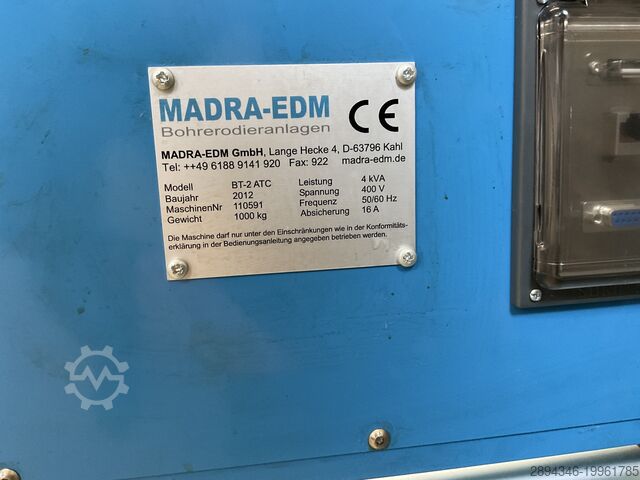 MADRA-EDM
Bohrerodieranlagen
CE
MADRA-EDM GmbH, Lange Hecke 4, D-63796 Kahl
Tel: ++49 6188 9141 920 Fax: 922 madra-edm.de
Modell BT-2 ATC Leistung 4 kVA
Baujahr 2012 Spannung 400 V
MaschinenNr 110591 Frequenz 50/60 Hz
Gewicht 1000 kg Absicherung 16 A
Die Maschine darf nur unter den Einschränkungen wie in der Konformitäts-
erklärung in der Bedienungsanleitung angegeben betrieben werden.
2894346-19961785